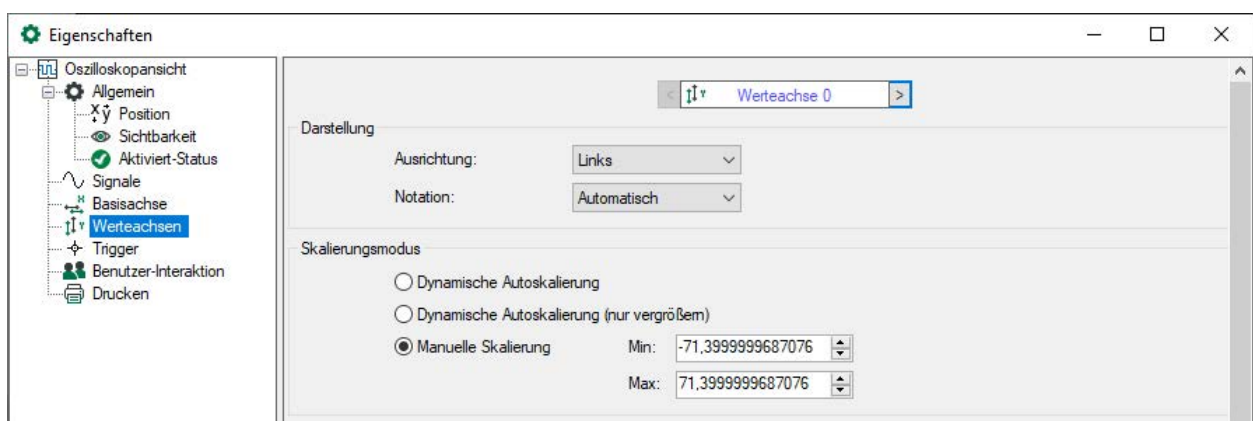 Eigenschaften
Oszilloskopansicht
Allgemein
Position
Sichtbarkeit
Aktiviert-Status
Signale
Basisachse
Werteachsen
Trigger
Benutzer-Interaktion
Drucken
< Werteachse 0 >
Darstellung
Ausrichtung: Links
Notation: Automatisch
Skalierungsmodus
Dynamische Autoskalierung
Dynamische Autoskalierung (nur vergrößern)
Manuelle Skalierung Min: -71,3999999687076
Max: 71,3999999687076